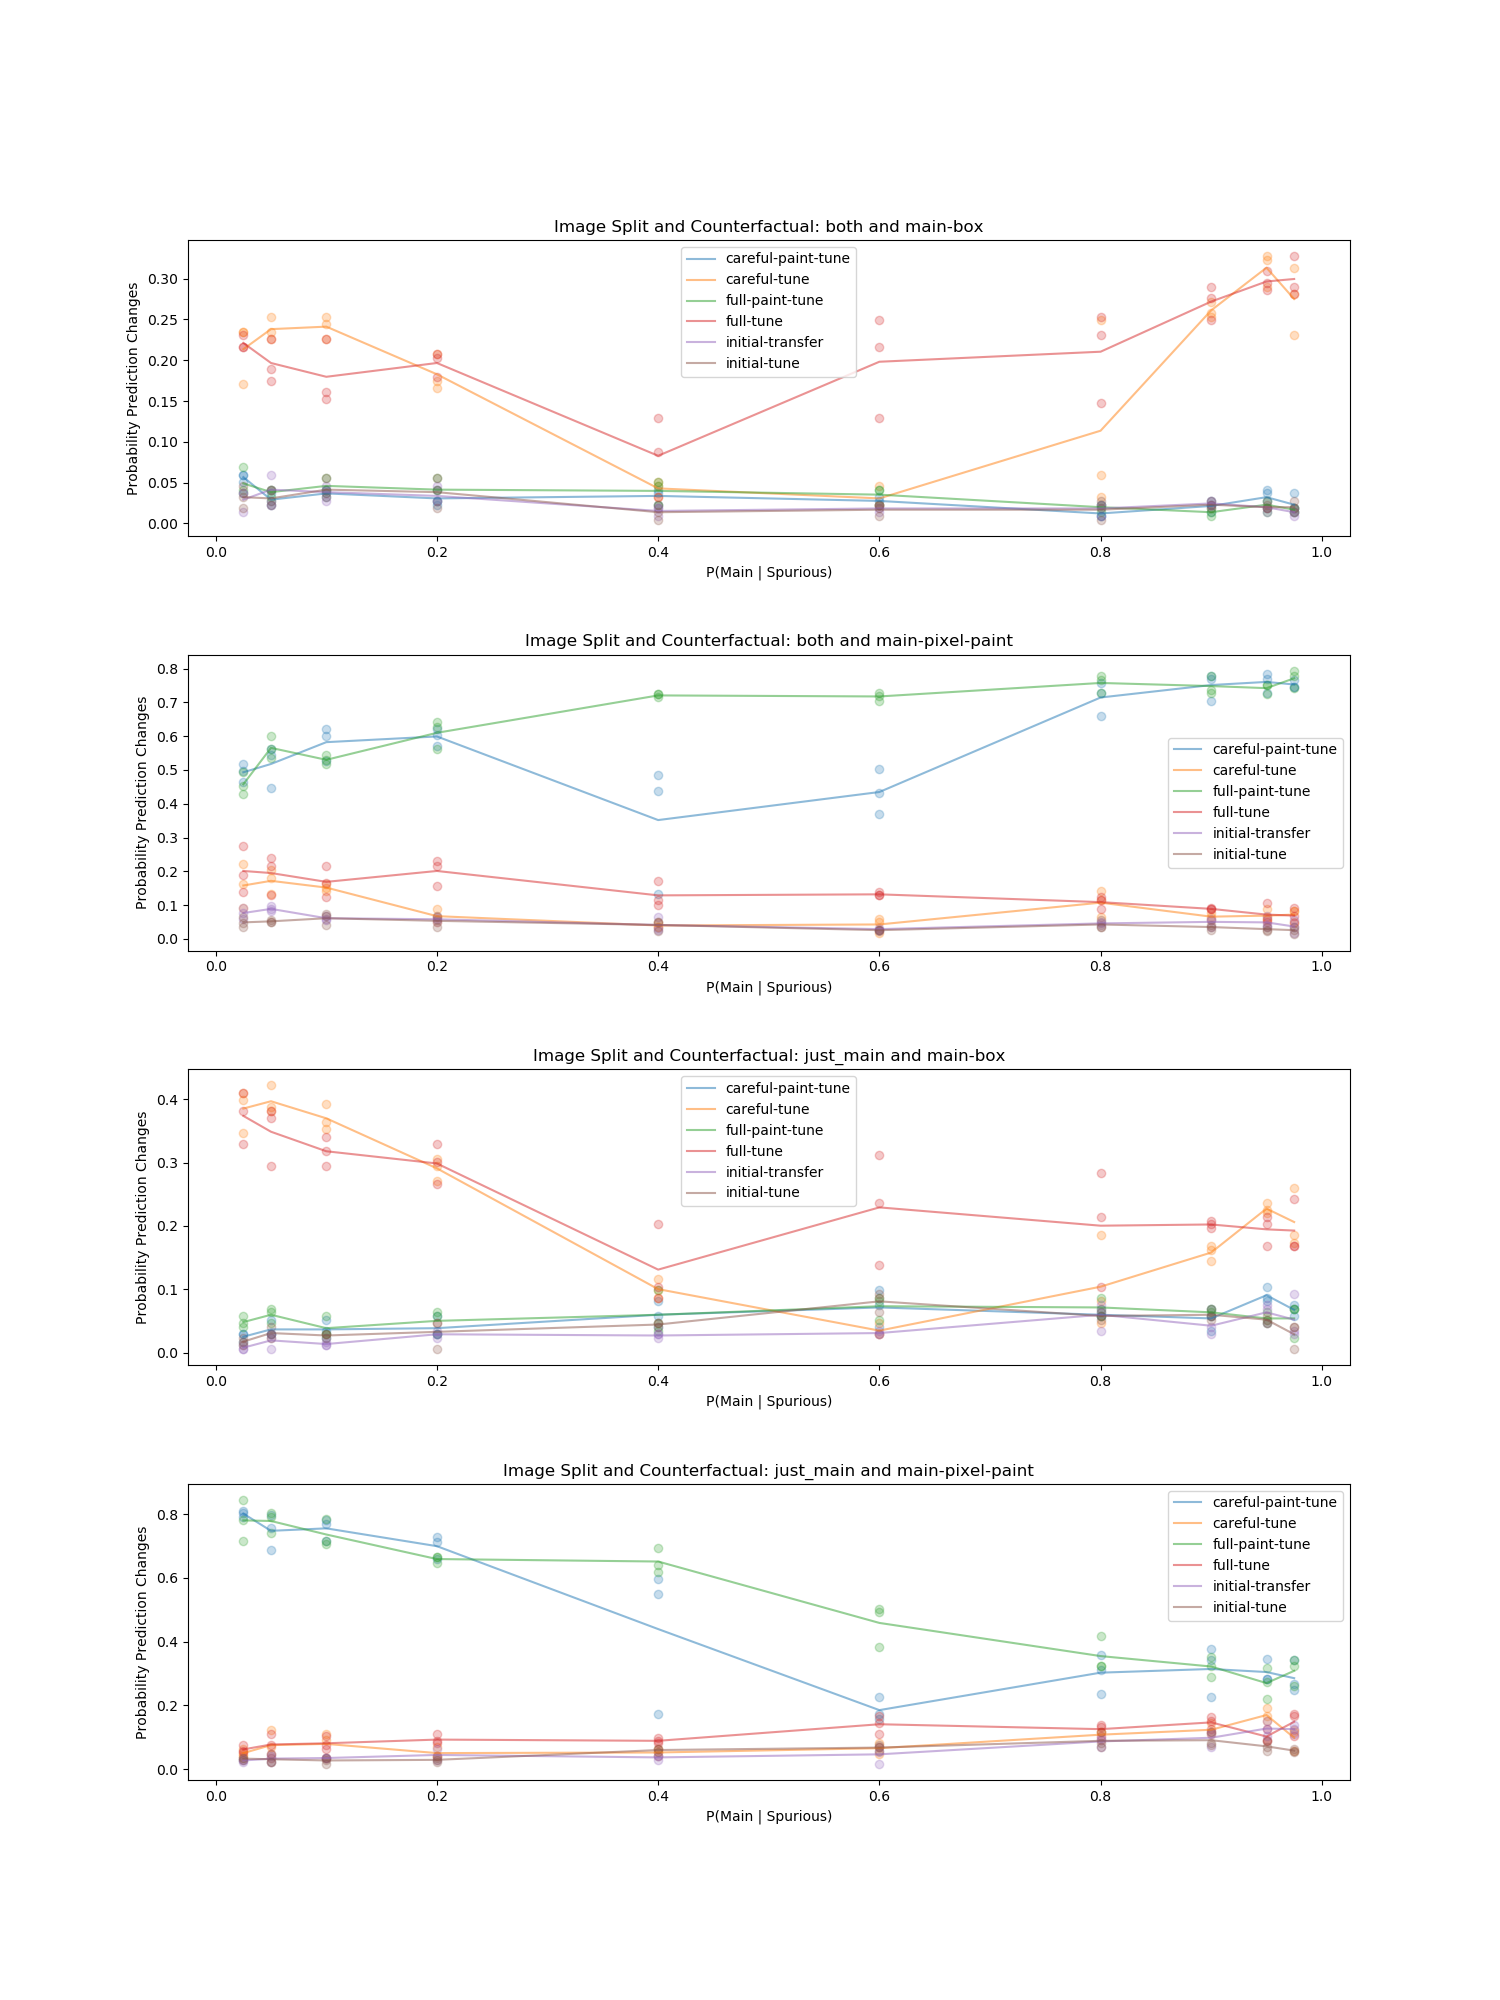 Image Split and Counterfactual: both and main-box
Probability Prediction Changes
0.30
0.25
0.20
0.15
0.10
0.05
0.00
careful-paint-tune
careful-tune
full-paint-tune
full-tune
initial-transfer
initial-tune
0.0 0.2 0.4 0.6 0.8 1.0
P(Main | Spurious)
Image Split and Counterfactual: both and main-pixel-paint
Probability Prediction Changes
0.8
0.7
0.6
0.5
0.4
0.3
0.2
0.1
0.0
careful-paint-tune
careful-tune
full-paint-tune
full-tune
initial-transfer
initial-tune
0.0 0.2 0.4 0.6 0.8 1.0
P(Main | Spurious)
Image Split and Counterfactual: just_main and main-box
Probability Prediction Changes
0.4
0.3
0.2
0.1
0.0
careful-paint-tune
careful-tune
full-paint-tune
full-tune
initial-transfer
initial-tune
0.0 0.2 0.4 0.6 0.8 1.0
P(Main | Spurious)
Image Split and Counterfactual: just_main and main-pixel-paint
Probability Prediction Changes
0.8
0.6
0.4
0.2
0.0
careful-paint-tune
careful-tune
full-paint-tune
full-tune
initial-transfer
initial-tune
0.0 0.2 0.4 0.6 0.8 1.0
P(Main | Spurious)